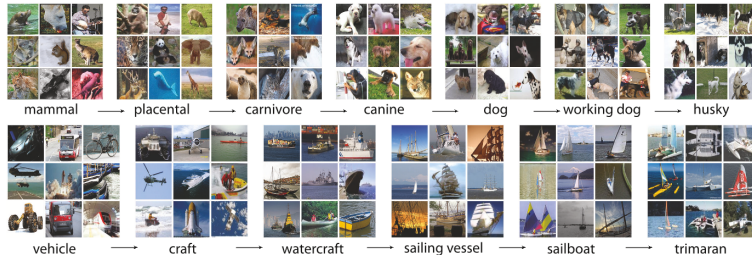 mammal placental carnivore canine dog working dog husky
vehicle craft watercraft sailing vessel sailboat trimaran